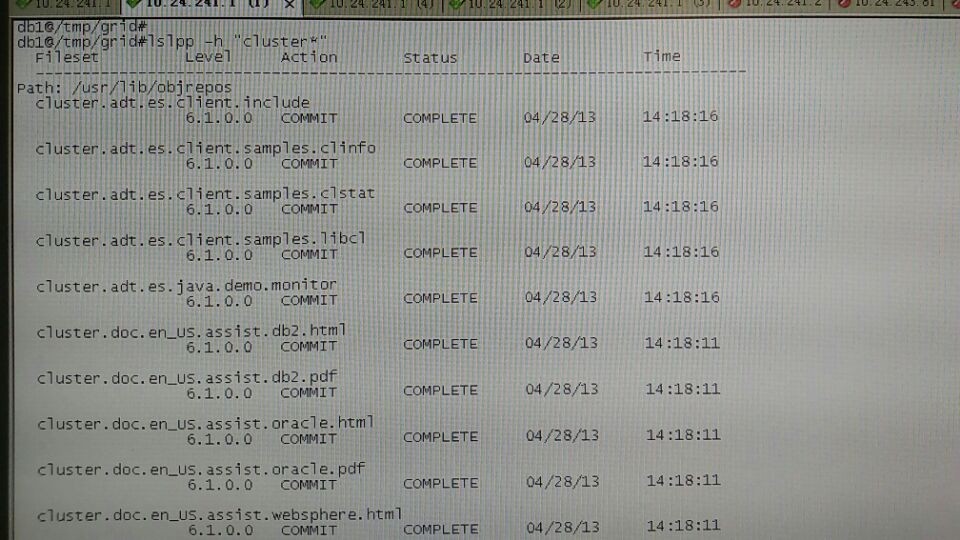 10.24.241.1 10.24.241.1 (1) 10.24.241.1 (4) 10.24.241.1 (2) 10.24.241.1 (3) 10.24.241.2 10.24.243.81
db1@/tmp/grid#
db1@/tmp/grid#lslpp -h "cluster*"
Fileset Level Action Status Date Time
--------------------------------------------------------------------------
Path: /usr/lib/objrepos
cluster.adt.es.client.include
6.1.0.0 COMMIT COMPLETE 04/28/13 14:18:16
cluster.adt.es.client.samples.clinfo
6.1.0.0 COMMIT COMPLETE 04/28/13 14:18:16
cluster.adt.es.client.samples.clstat
6.1.0.0 COMMIT COMPLETE 04/28/13 14:18:16
cluster.adt.es.client.samples.libcl
6.1.0.0 COMMIT COMPLETE 04/28/13 14:18:16
cluster.adt.es.java.demo.monitor
6.1.0.0 COMMIT COMPLETE 04/28/13 14:18:16
cluster.doc.en_US.assist.db2.html
6.1.0.0 COMMIT COMPLETE 04/28/13 14:18:11
cluster.doc.en_US.assist.db2.pdf
6.1.0.0 COMMIT COMPLETE 04/28/13 14:18:11
cluster.doc.en_US.assist.oracle.html
6.1.0.0 COMMIT COMPLETE 04/28/13 14:18:11
cluster.doc.en_US.assist.oracle.pdf
6.1.0.0 COMMIT COMPLETE 04/28/13 14:18:11
cluster.doc.en_US.assist.websphere.html
6.1.0.0 COMMIT COMPLETE 04/28/13 14:18:11